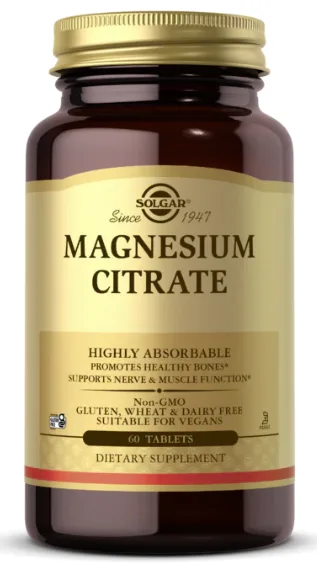 SOLGAR®
Since 1947
MAGNESIUM
CITRATE
HIGHLY ABSORBABLE
PROMOTES HEALTHY BONES*
SUPPORTS NERVE & MUSCLE FUNCTION*
Non-GMO
GLUTEN, WHEAT & DAIRY FREE
SUITABLE FOR VEGANS
60 TABLETS
DIETARY SUPPLEMENT